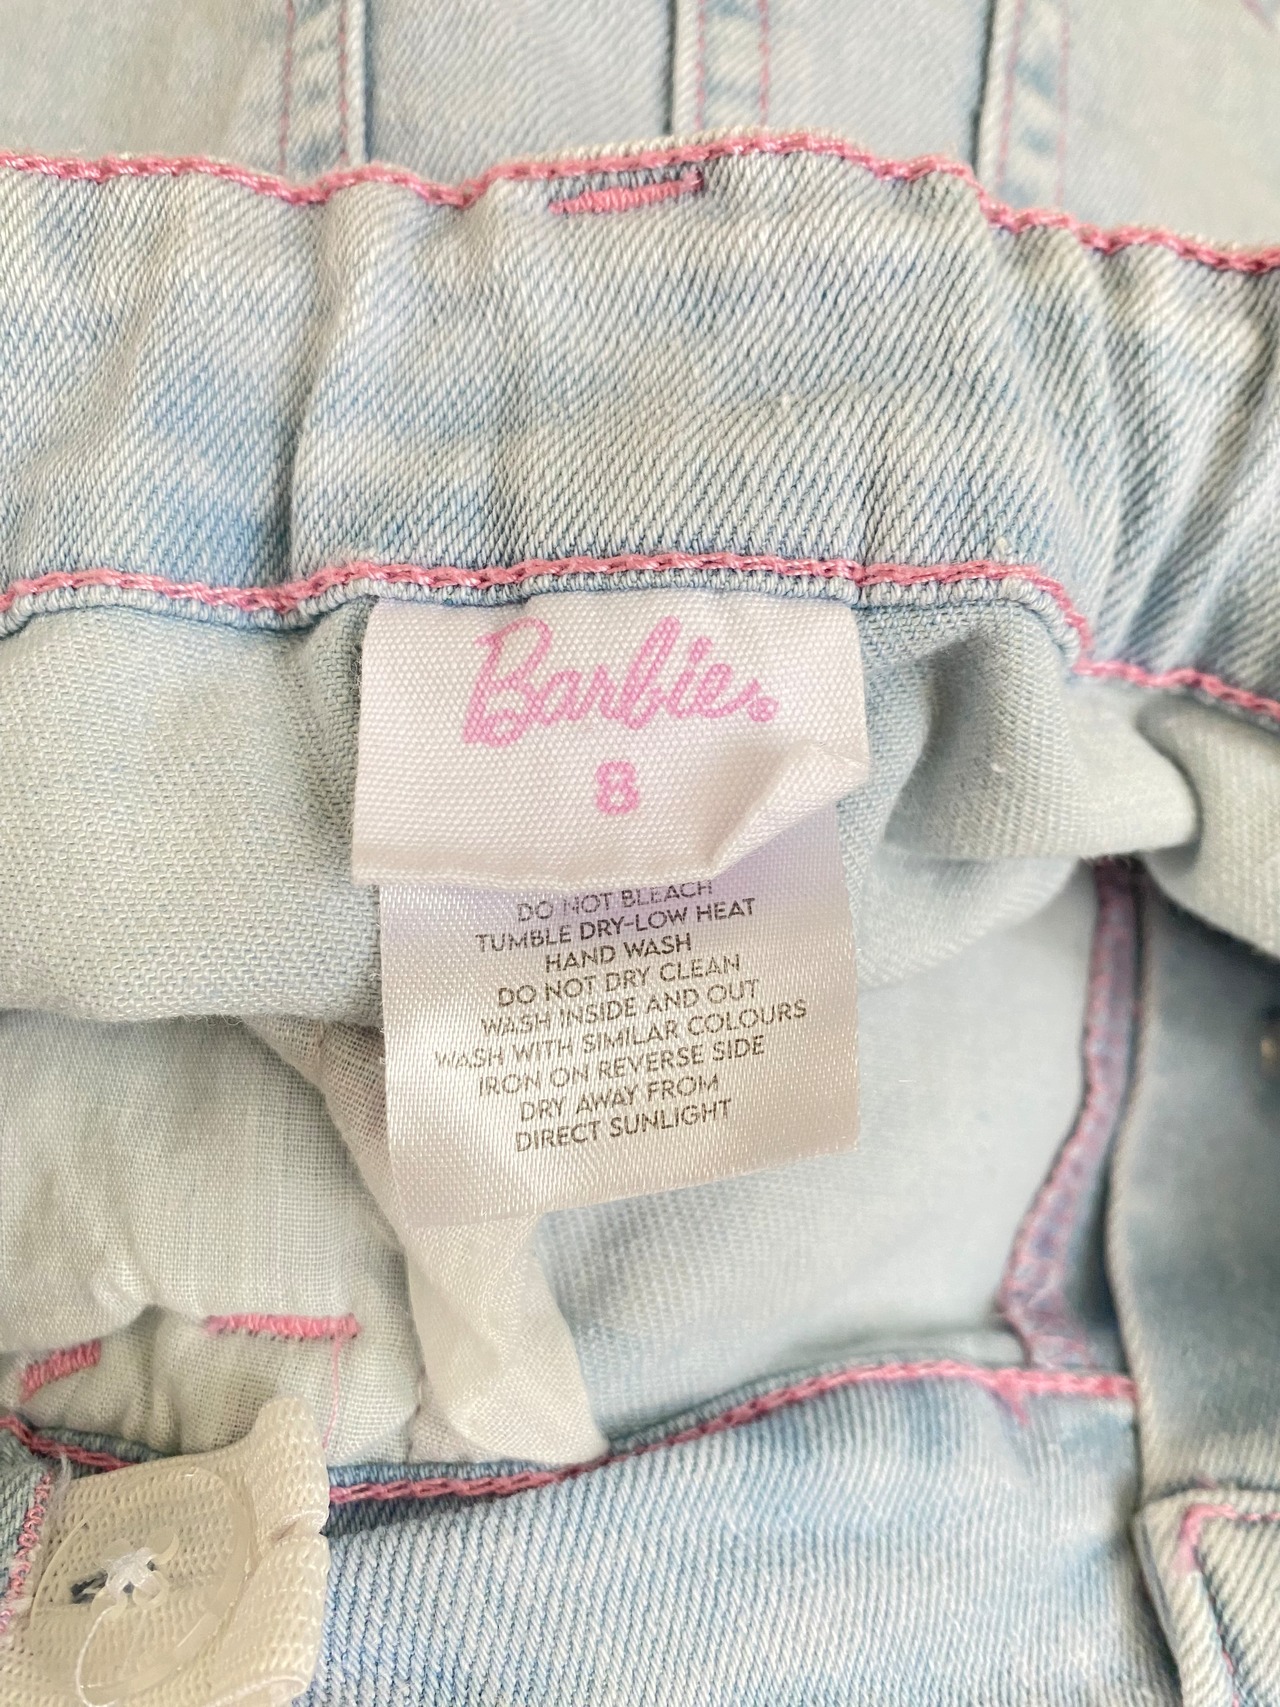 Barbie®
8
DO NOT BLEACH
TUMBLE DRY-LOW HEAT
HAND WASH
DO NOT DRY CLEAN
WASH INSIDE AND OUT
WASH WITH SIMILAR COLOURS
IRON ON REVERSE SIDE
DRY AWAY FROM
DIRECT SUNLIGHT